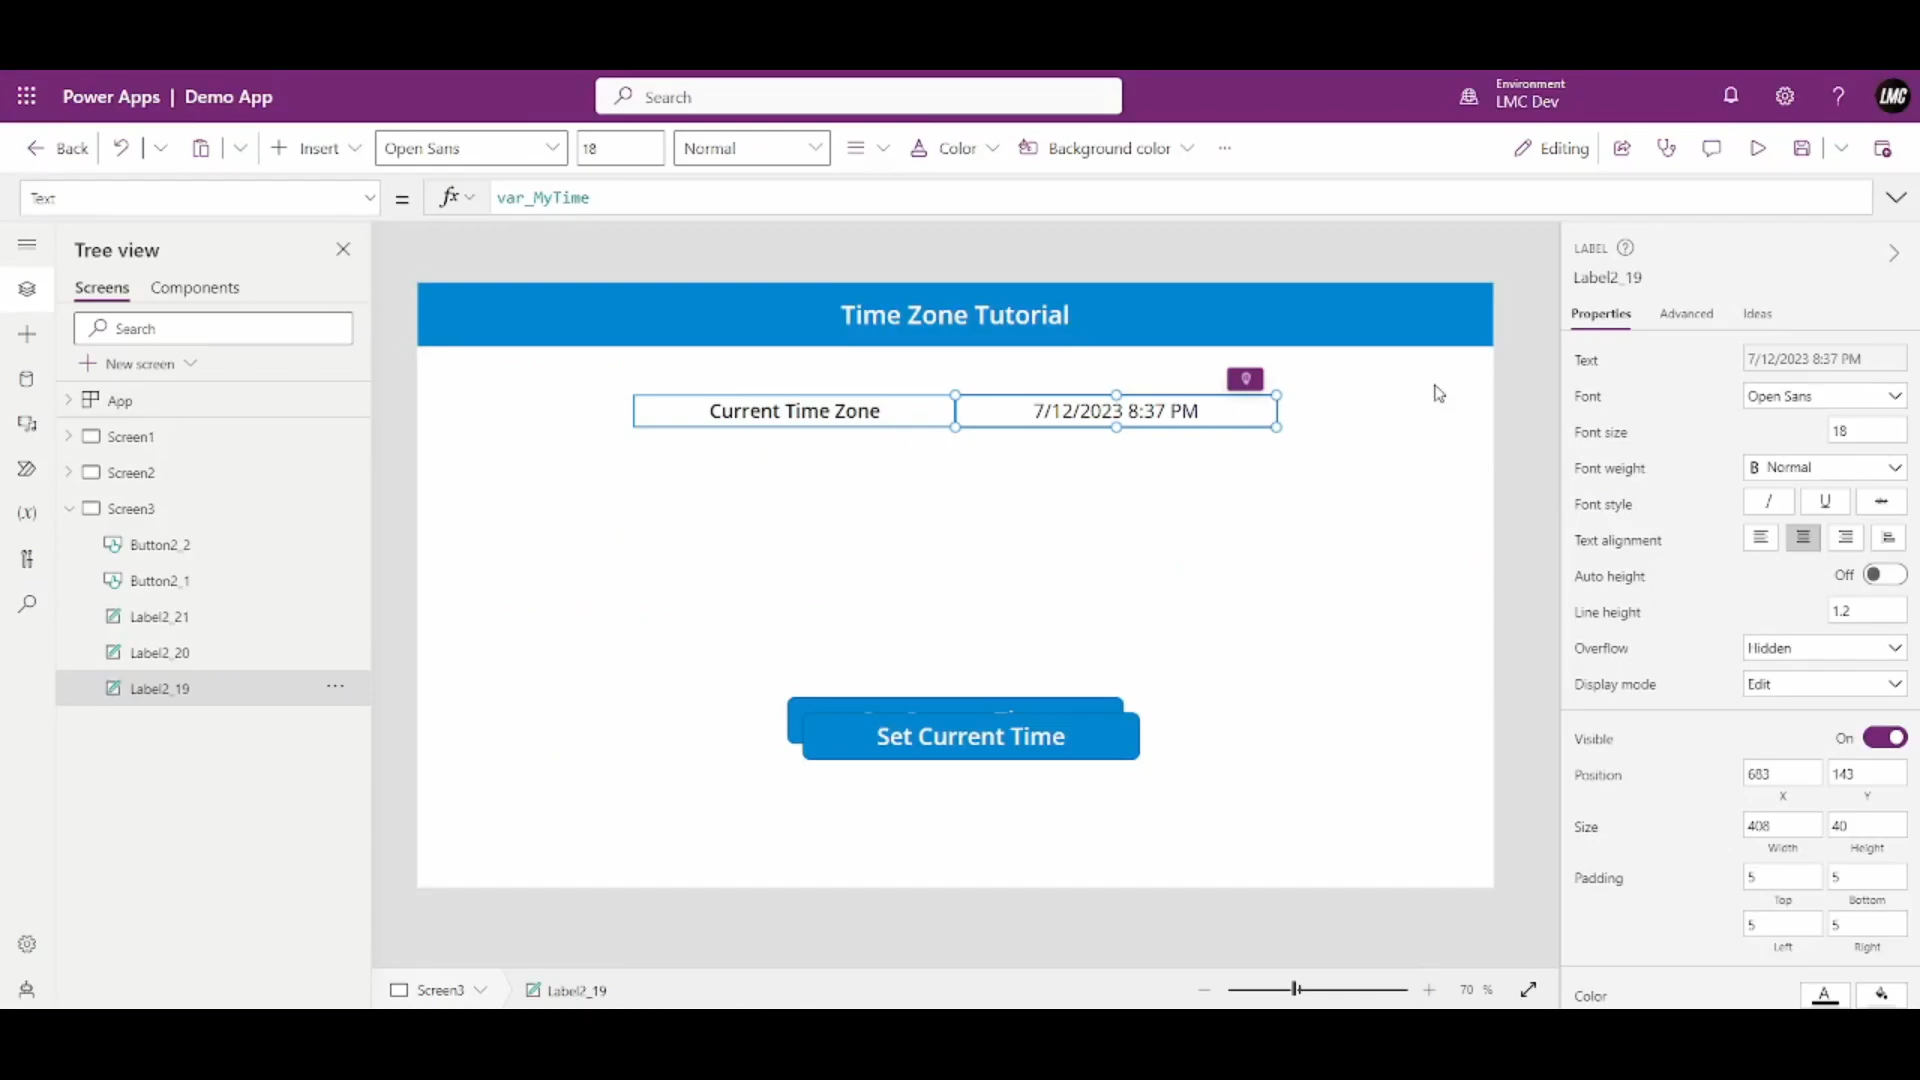 Power Apps | Demo App
Search
Environment
LMC Dev
LMC
Back
Insert
Open Sans
18
Normal
Color
Background color
Editing
Text
=
fx
var_MyTime
Tree view
Screens
Components
Search
New screen
App
Screen1
Screen2
Screen3
Button2_2
Button2_1
Label2_21
Label2_20
Label2_19
Time Zone Tutorial
Current Time Zone
7/12/2023 8:37 PM
Set Current Time
Screen3
Label2_19
70 %
LABEL
Label2_19
Properties
Advanced
Ideas
Text
7/12/2023 8:37 PM
Font
Open Sans
Font size
18
Font weight
B Normal
Font style
Text alignment
Auto height
Off
Line height
1.2
Overflow
Hidden
Display mode
Edit
Visible
On
Position
683
143
X
Y
Size
408
40
Width
Height
Padding
5
5
Top
Bottom
5
5
Left
Right
Color